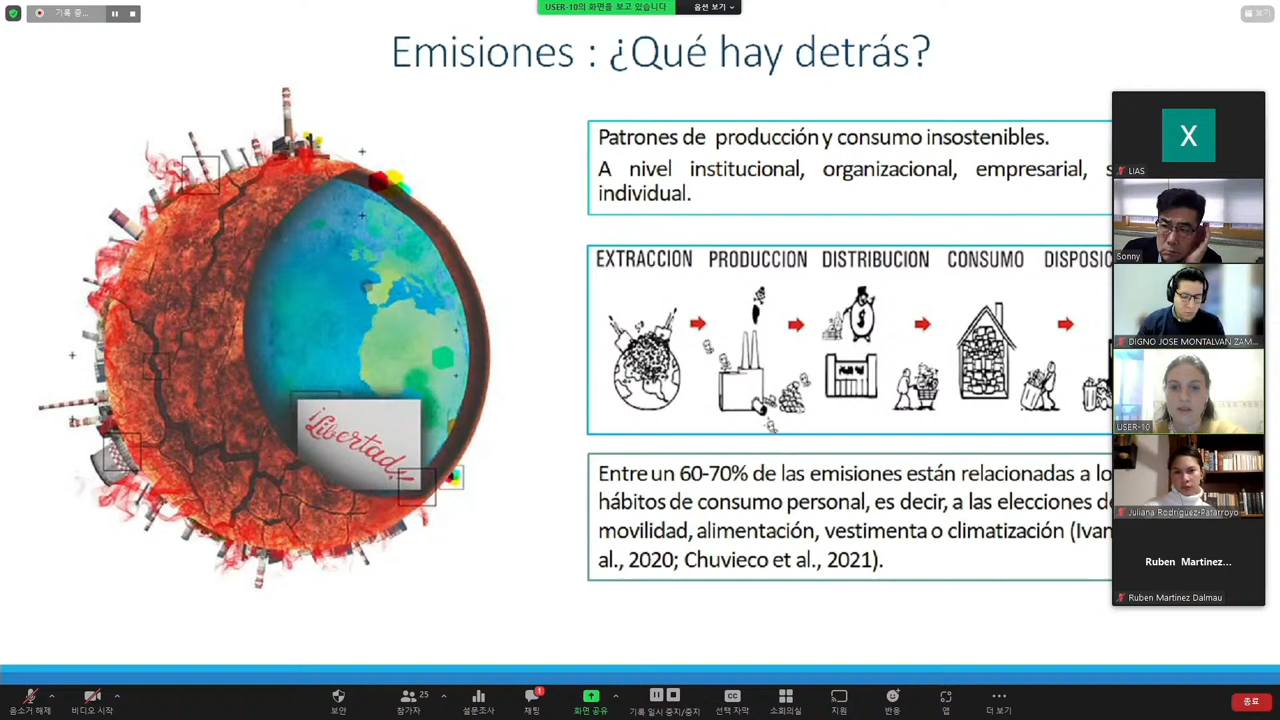 기록 중...
USER-10의 화면을 보고 있습니다
옵션 보기
보기
Emisiones : ¿Qué hay detrás?
Patrones de producción y consumo insostenibles.
A nivel institucional, organizacional, empresarial, s
individual.
EXTRACCION PRODUCCION DISTRIBUCION CONSUMO DISPOSIC
¡Libertad!
Entre un 60-70% de las emisiones están relacionadas a lo
hábitos de consumo personal, es decir, a las elecciones de
movilidad, alimentación, vestimenta o climatización (Ivan
al., 2020; Chuvieco et al., 2021).
X
LIAS
Sonny
DIGNO JOSE MONTALVAN ZAM...
USER-10
Juliana Rodríguez-Patarroyo
Ruben Martinez...
Ruben Martinez Dalmau
음소거 해제
비디오 시작
보안
25
참가자
설문조사
1
채팅
화면 공유
기록 일시 중지/중지
CC
선택 자막
소회의실
지원
반응
앱
더 보기
종료